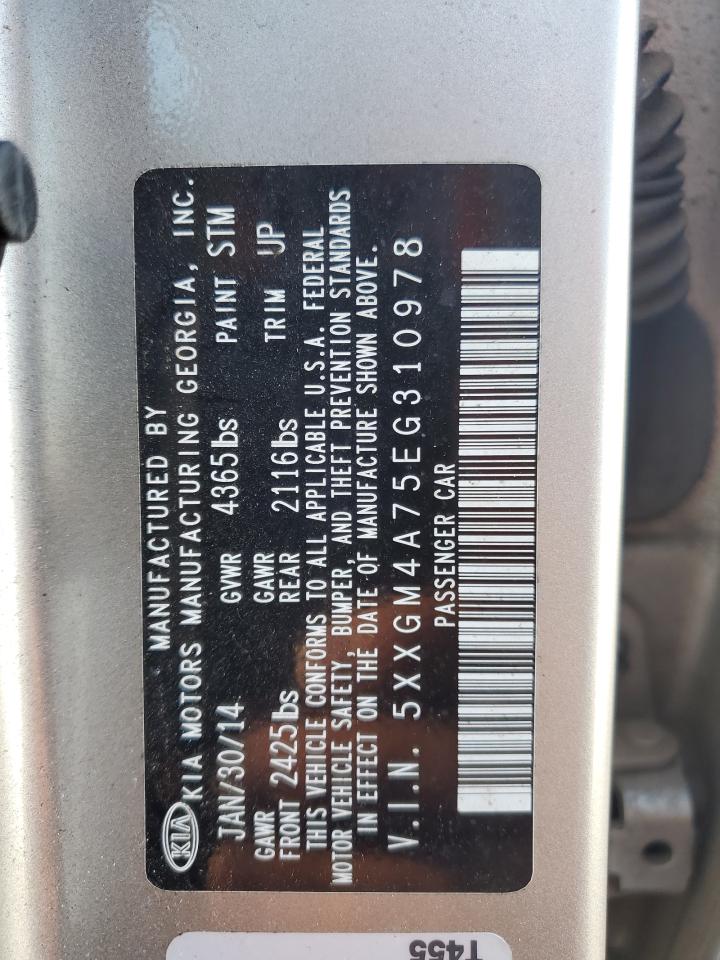 MANUFACTURED BY
KIA KIA MOTORS MANUFACTURING GEORGIA, INC.
JAN/30/14 GVWR 4365lbs PAINT STM
GAWR GAWR
FRONT 2425lbs REAR 2116lbs TRIM UP
THIS VEHICLE CONFORMS TO ALL APPLICABLE U.S.A. FEDERAL
MOTOR VEHICLE SAFETY, BUMPER, AND THEFT PREVENTION STANDARDS
IN EFFECT ON THE DATE OF MANUFACTURE SHOWN ABOVE.
V.I.N. 5XXGM4A75EG310978
PASSENGER CAR
T455